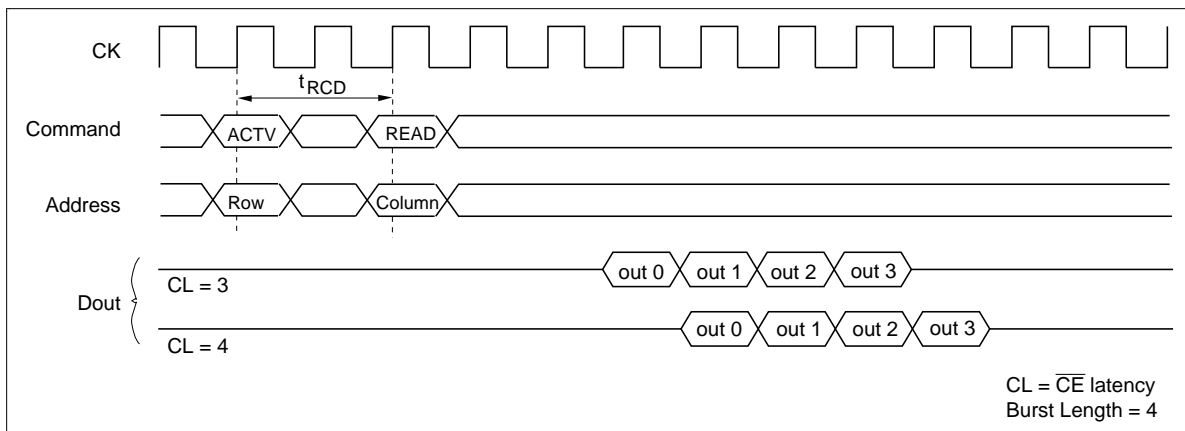 CK
tRCD
Command
ACTV
READ
Address
Row
Column
Dout
CL = 3
out 0 out 1 out 2 out 3
CL = 4
out 0 out 1 out 2 out 3
CL = C̅E̅ latency
Burst Length = 4